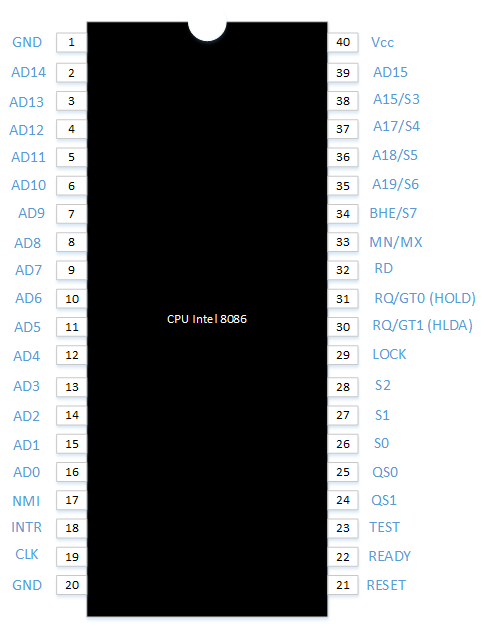 GND 1 40 Vcc
AD14 2 39 AD15
AD13 3 38 A15/S3
AD12 4 37 A17/S4
AD11 5 36 A18/S5
AD10 6 35 A19/S6
AD9 7 34 BHE/S7
AD8 8 33 MN/MX
AD7 9 32 RD
AD6 10 31 RQ/GT0 (HOLD)
CPU Intel 8086
AD5 11 30 RQ/GT1 (HLDA)
AD4 12 29 LOCK
AD3 13 28 S2
AD2 14 27 S1
AD1 15 26 S0
AD0 16 25 QS0
NMI 17 24 QS1
INTR 18 23 TEST
CLK 19 22 READY
GND 20 21 RESET